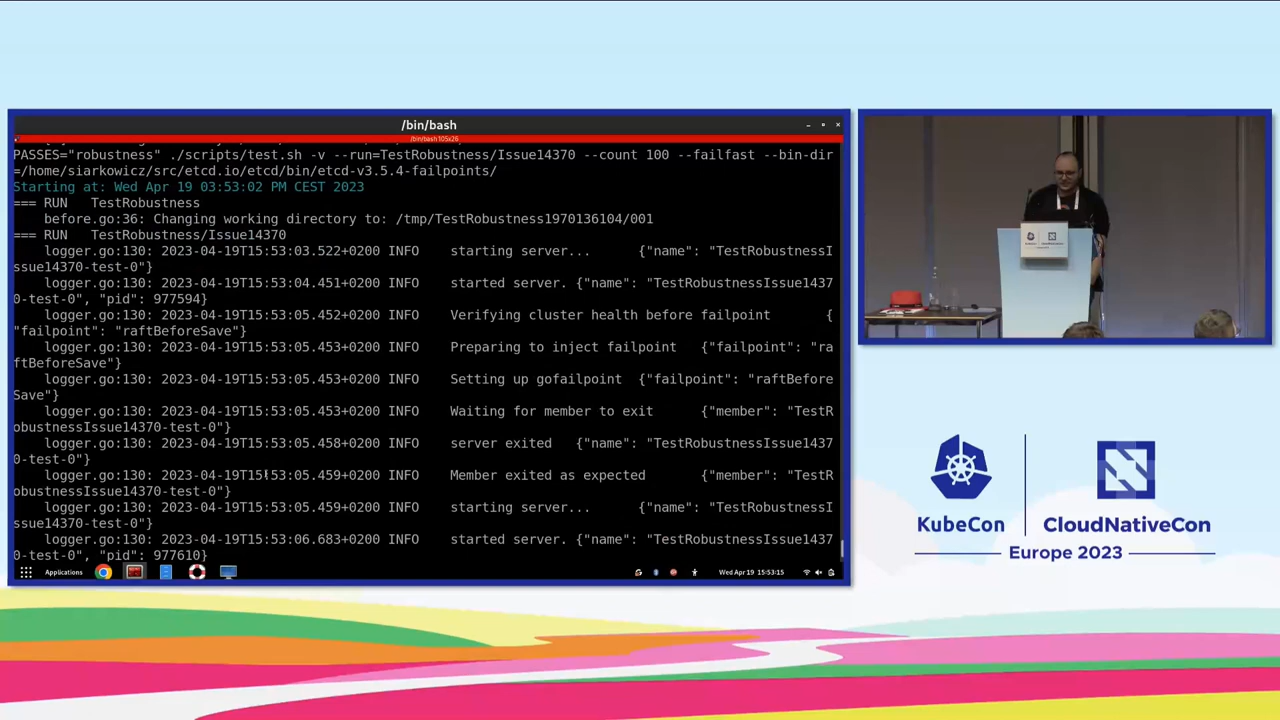 /bin/bash
/bin/bash 105x26
PASSES="robustness" ./scripts/test.sh -v --run=TestRobustness/Issue14370 --count 100 --failfast --bin-dir
=/home/siarkowicz/src/etcd.io/etcd/bin/etcd-v3.5.4-failpoints/
Starting at: Wed Apr 19 03:53:02 PM CEST 2023
=== RUN   TestRobustness
before.go:36: Changing working directory to: /tmp/TestRobustness1970136104/001
=== RUN   TestRobustness/Issue14370
logger.go:130: 2023-04-19T15:53:03.522+0200 INFO    starting server...      {"name": "TestRobustnessI
ssue14370-test-0"}
logger.go:130: 2023-04-19T15:53:04.451+0200 INFO    started server. {"name": "TestRobustnessIssue1437
0-test-0", "pid": 977594}
logger.go:130: 2023-04-19T15:53:05.452+0200 INFO    Verifying cluster health before failpoint       {
"failpoint": "raftBeforeSave"}
logger.go:130: 2023-04-19T15:53:05.453+0200 INFO    Preparing to inject failpoint   {"failpoint": "ra
ftBeforeSave"}
logger.go:130: 2023-04-19T15:53:05.453+0200 INFO    Setting up gofailpoint  {"failpoint": "raftBefore
Save"}
logger.go:130: 2023-04-19T15:53:05.453+0200 INFO    Waiting for member to exit      {"member": "TestR
obustnessIssue14370-test-0"}
logger.go:130: 2023-04-19T15:53:05.458+0200 INFO    server exited   {"name": "TestRobustnessIssue1437
0-test-0"}
logger.go:130: 2023-04-19T15:53:05.459+0200 INFO    Member exited as expected       {"member": "TestR
obustnessIssue14370-test-0"}
logger.go:130: 2023-04-19T15:53:05.459+0200 INFO    starting server...      {"name": "TestRobustnessI
ssue14370-test-0"}
logger.go:130: 2023-04-19T15:53:06.683+0200 INFO    started server. {"name": "TestRobustnessIssue1437
0-test-0", "pid": 977610}
Applications
Wed Apr 19 15:53:15
KubeCon
CloudNativeCon
Europe 2023